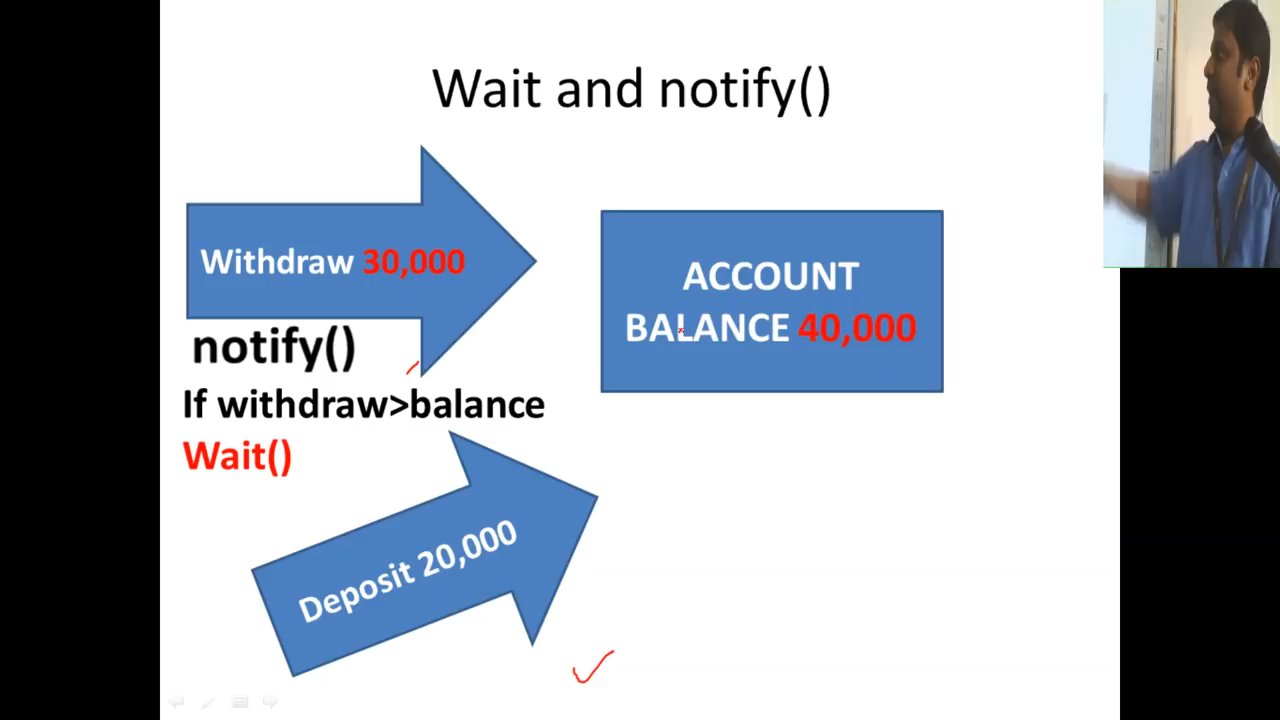 Wait and notify()
Withdraw 30,000
notify()
If withdraw>balance
Wait()
Deposit 20,000
ACCOUNT
BALANCE 40,000